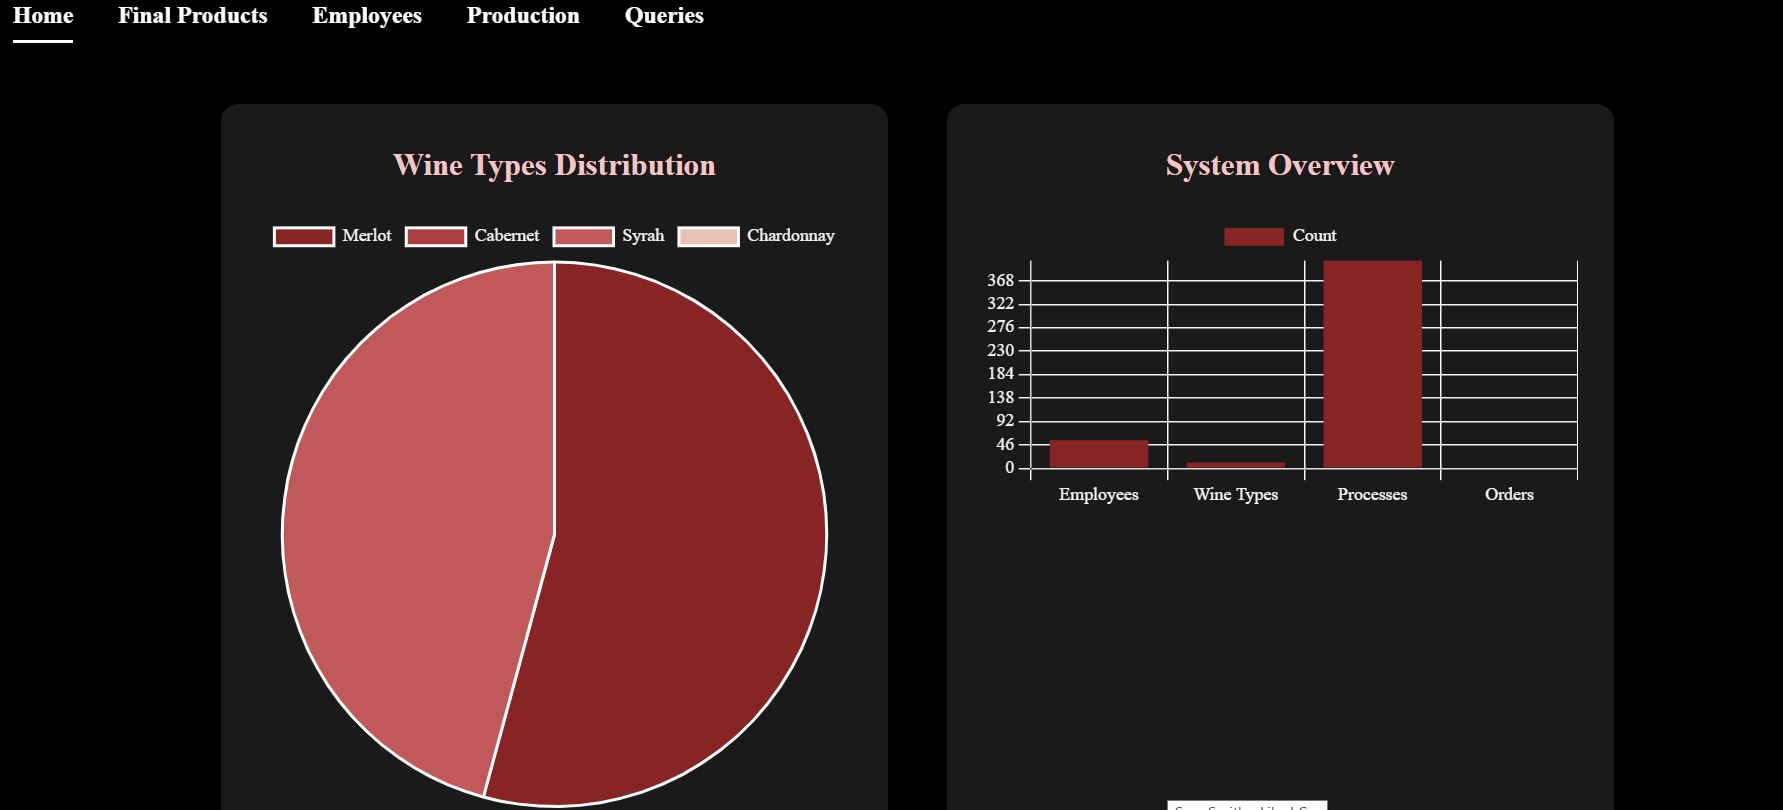 Home Final Products Employees Production Queries
Wine Types Distribution
Merlot Cabernet Syrah Chardonnay
System Overview
Count
368
322
276
230
184
138
92
46
0
Employees Wine Types Processes Orders